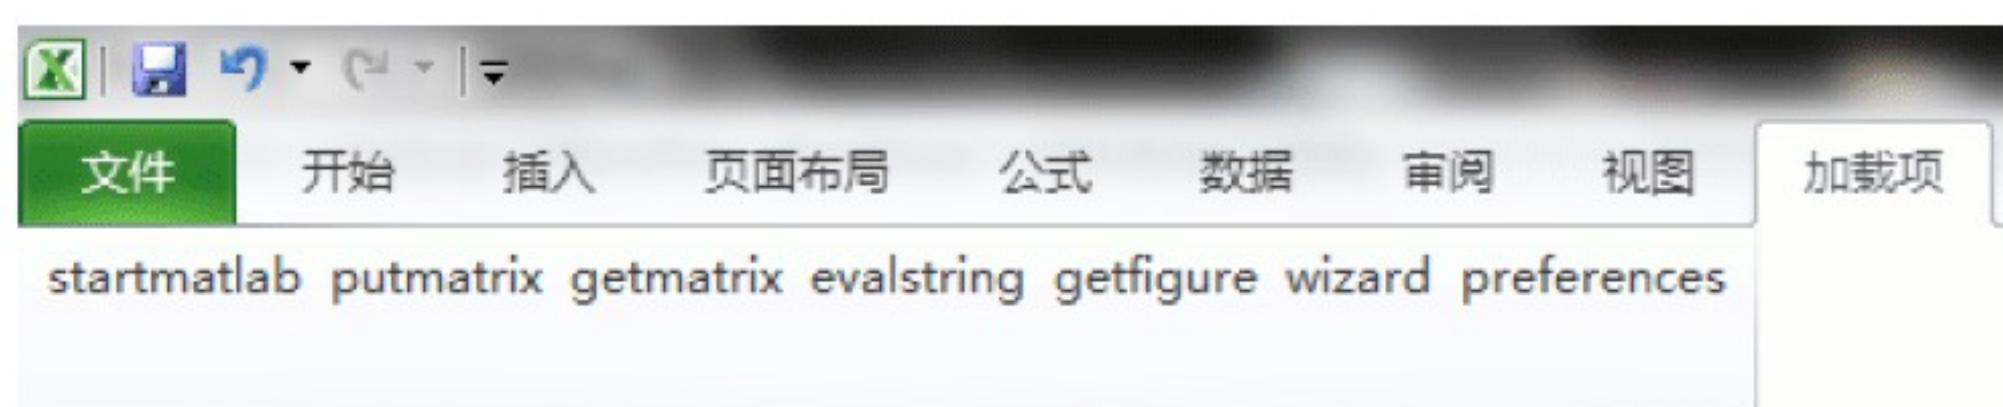 文件 开始 插入 页面布局 公式 数据 审阅 视图 加载项
startmatlab putmatrix getmatrix evalstring getfigure wizard preferences